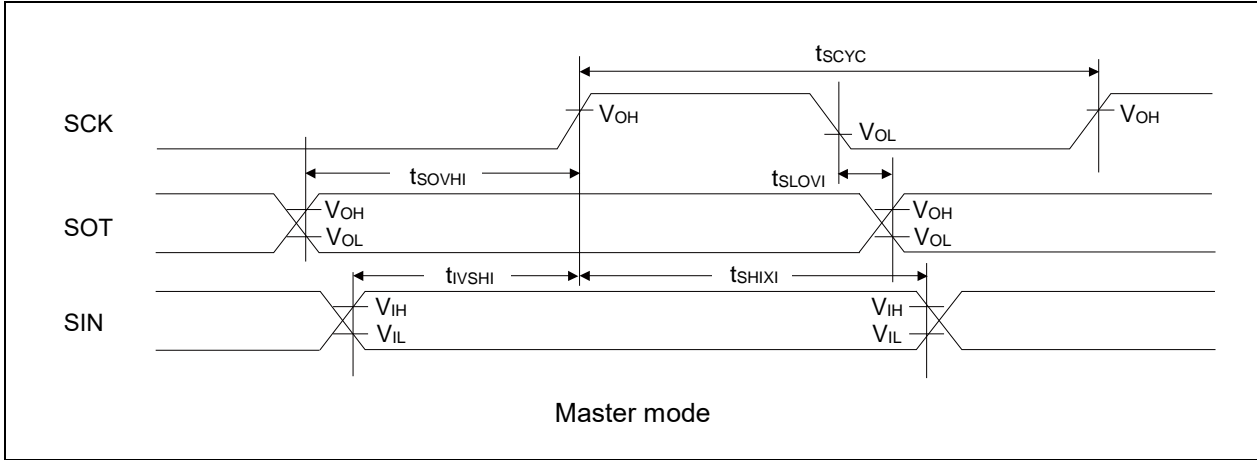 tSCYC
SCK
VOH
VOL
VOH
tSOVHI
tSLOVI
SOT
VOH
VOL
VOH
VOL
tIVSHI
tSHIXI
SIN
VIH
VIL
VIH
VIL
Master mode